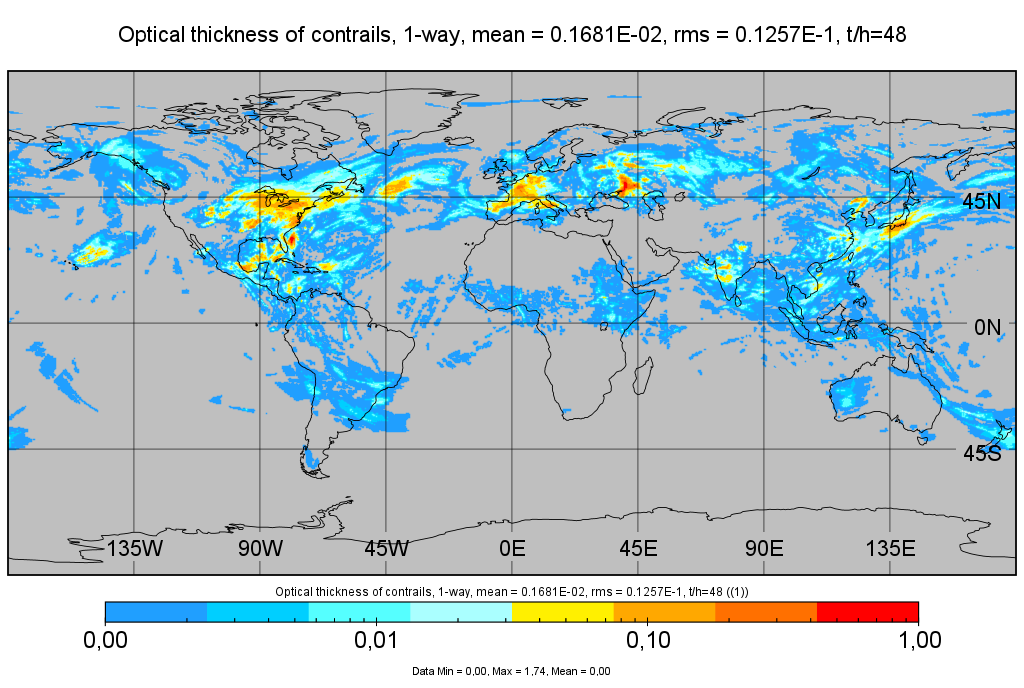 Optical thickness of contrails, 1-way, mean = 0.1681E-02, rms = 0.1257E-1, t/h=48
45N
0N
45S
135W 90W 45W 0E 45E 90E 135E
Optical thickness of contrails, 1-way, mean = 0.1681E-02, rms = 0.1257E-1, t/h=48 ((1))
0,00 0,01 0,10 1,00
Data Min = 0,00, Max = 1,74, Mean = 0,00